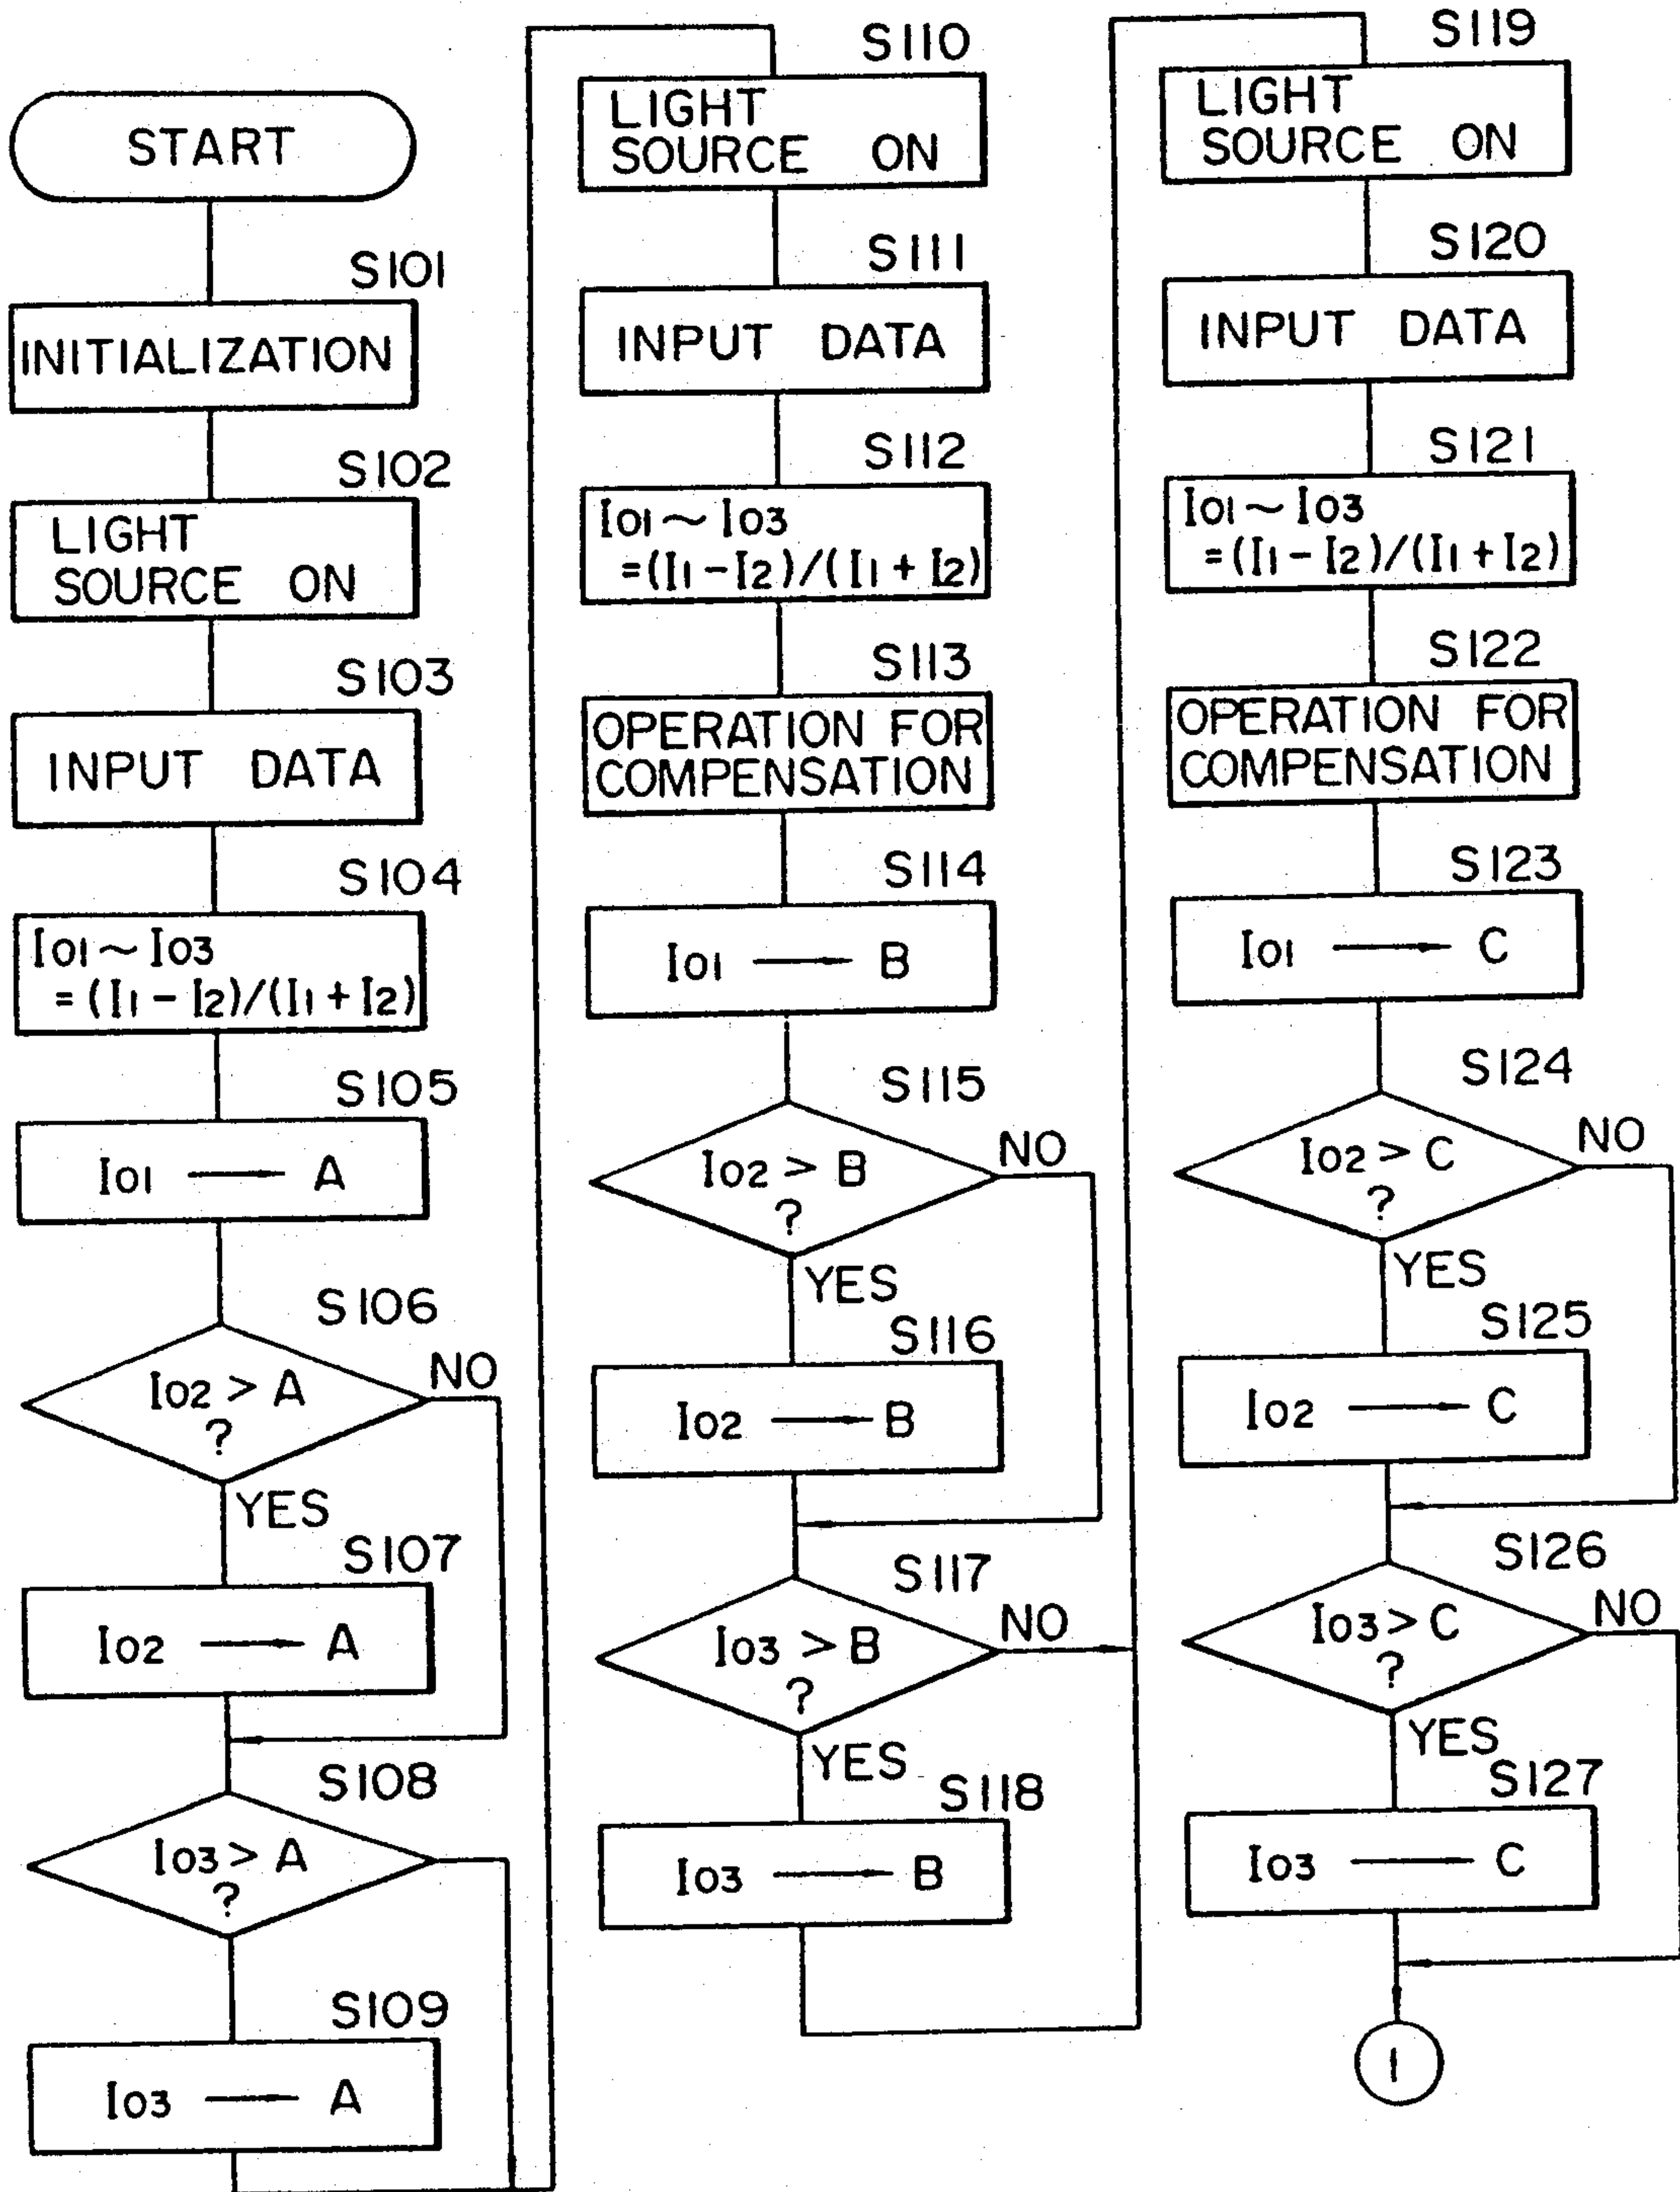 START
S101
INITIALIZATION
S102
LIGHT
SOURCE ON
S103
INPUT DATA
S104
I01 ~ I03
= (I1 - I2)/(I1 + I2)
S105
I01 → A
S106
I02 > A
?
NO
YES
S107
I02 → A
S108
I03 > A
?
S109
I03 → A
S110
LIGHT
SOURCE ON
S111
INPUT DATA
S112
I01 ~ I03
= (I1 - I2)/(I1 + I2)
S113
OPERATION FOR
COMPENSATION
S114
I01 → B
S115
I02 > B
?
NO
YES
S116
I02 → B
S117
I03 > B
?
NO
YES
S118
I03 → B
S119
LIGHT
SOURCE ON
S120
INPUT DATA
S121
I01 ~ I03
= (I1 - I2)/(I1 + I2)
S122
OPERATION FOR
COMPENSATION
S123
I01 → C
S124
I02 > C
?
NO
YES
S125
I02 → C
S126
I03 > C
?
NO
YES
S127
I03 → C
1